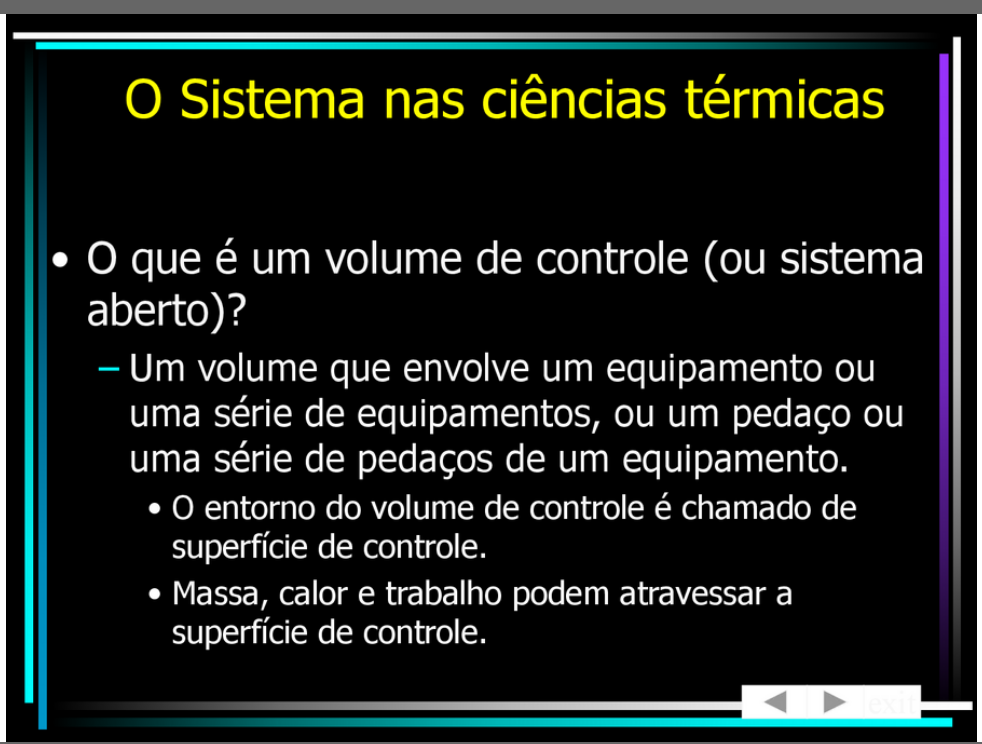 O Sistema nas ciências térmicas
• O que é um volume de controle (ou sistema
aberto)?
– Um volume que envolve um equipamento ou
uma série de equipamentos, ou um pedaço ou
uma série de pedaços de um equipamento.
• O entorno do volume de controle é chamado de
superfície de controle.
• Massa, calor e trabalho podem atravessar a
superfície de controle.
exit